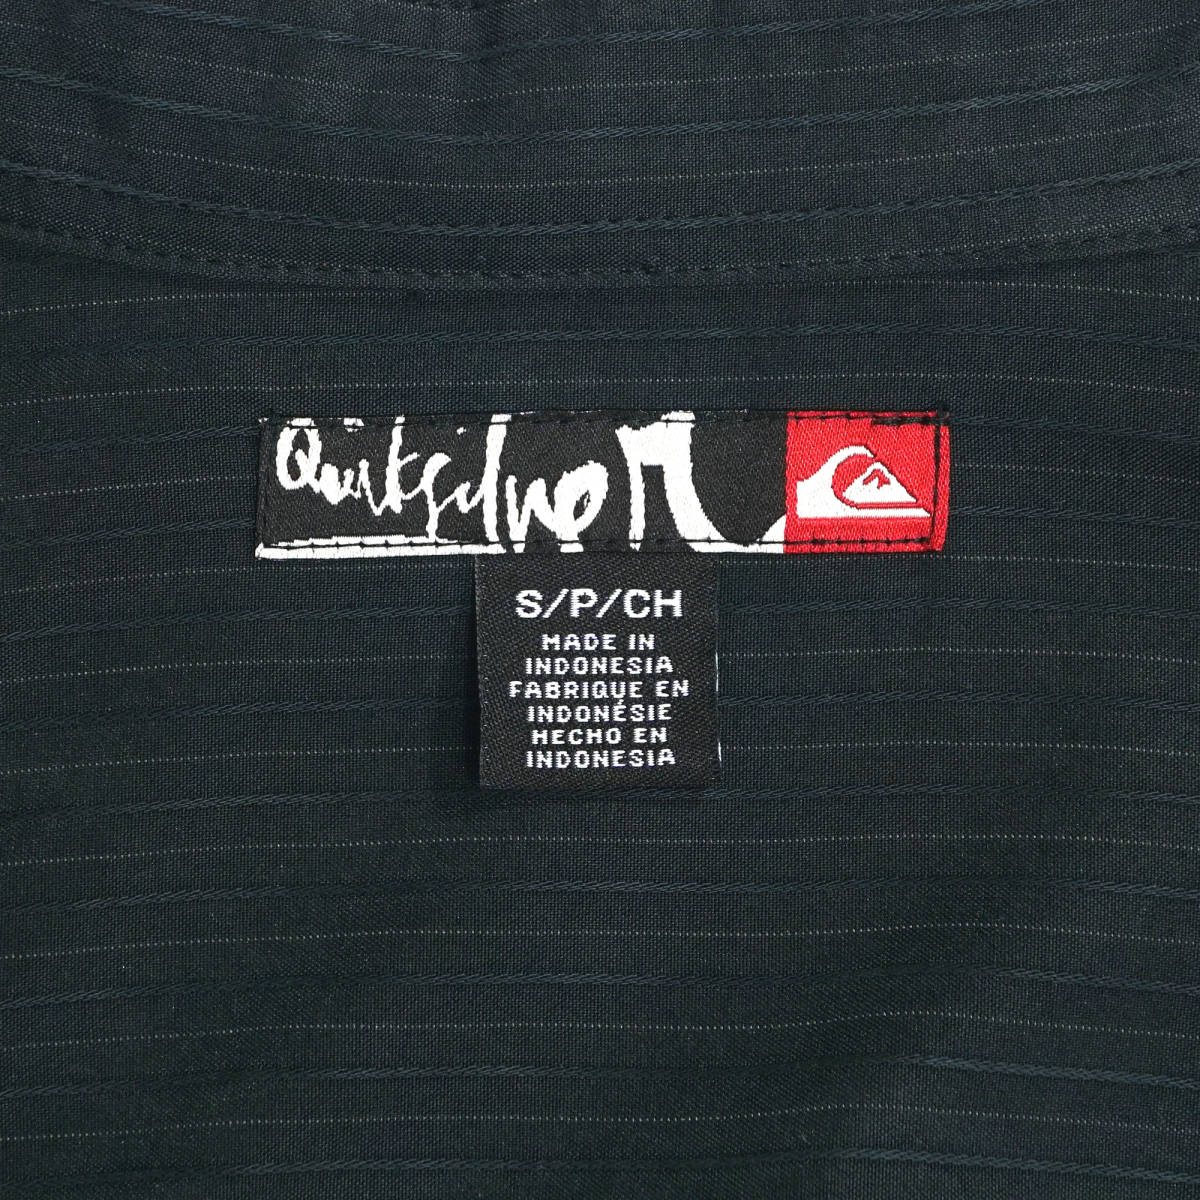 Quiksilver
S/P/CH
MADE IN
INDONESIA
FABRIQUE EN
INDONÉSIE
HECHO EN
INDONESIA